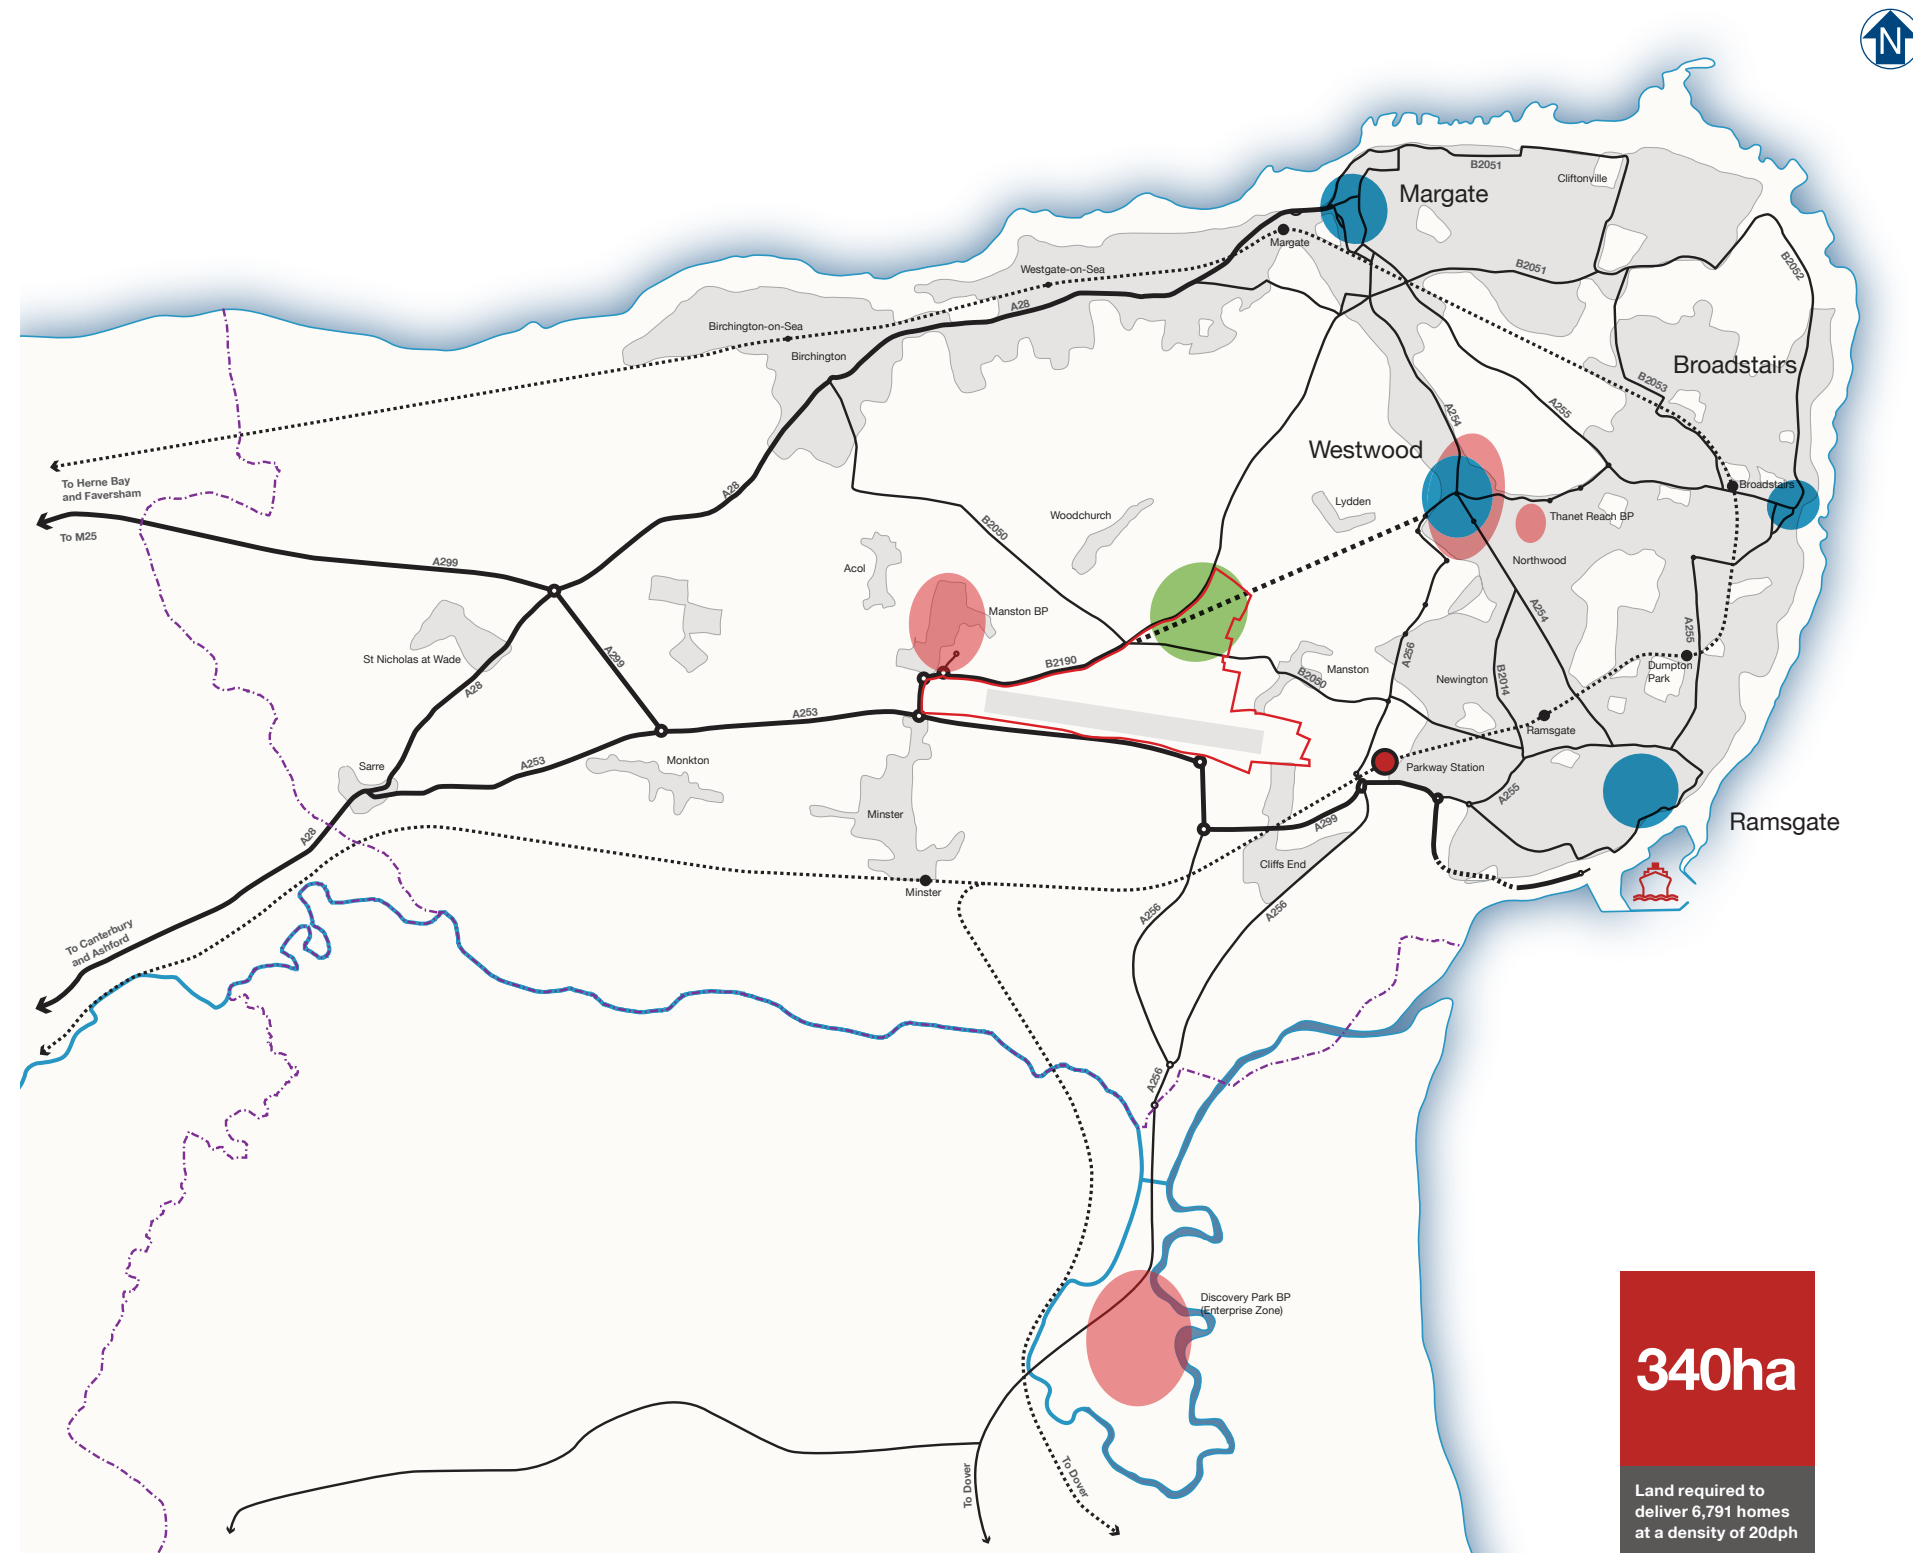 N
B2051
Cliftonville
Margate
Margate
B2051
B2052
Westgate-on-Sea
A28
Birchington-on-Sea
Birchington
Broadstairs
B2053
A254
A255
Westwood
To Herne Bay
and Faversham
To M25
A28
Lydden
Broadstairs
Woodchurch
Thanet Reach BP
B2050
Northwood
A299
Acol
Manston BP
A254
St Nicholas at Wade
A299
B2190
A28
A255
Dumpton
Park
A256
Manston
B2050
Newington
B2014
A253
Ramsgate
Monkton
A253
Sarre
Parkway Station
A255
Minster
A299
Ramsgate
A28
Cliffs End
Minster
A256
A256
To Canterbury
and Ashford
A256
Discovery Park BP
(Enterprise Zone)
To Dover
To Dover
340ha
Land required to
deliver 6,791 homes
at a density of 20dph